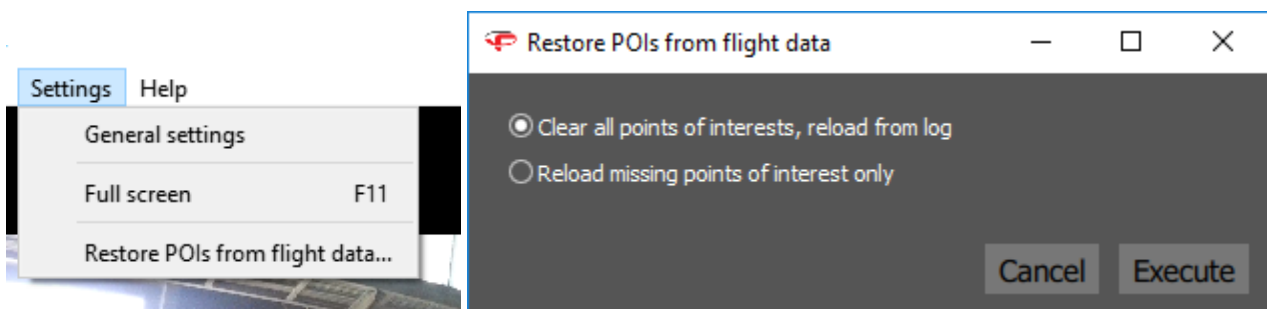 Settings Help
General settings
Full screen F11
Restore POIs from flight data...
Restore POIs from flight data
Clear all points of interests, reload from log
Reload missing points of interest only
Cancel Execute